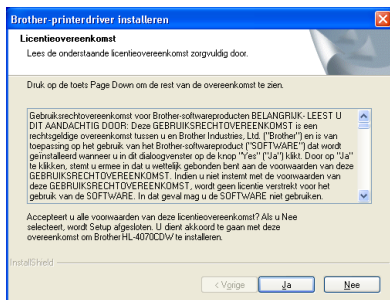 Brother-printerdriver installeren
Licentieovereenkomst
Lees de onderstaande licentieovereenkomst zorgvuldig door.
Druk op de toets Page Down om de rest van de overeenkomst te zien.
Gebruiksrechtovereenkomst voor Brother-softwareproducten BELANGRIJK- LEEST U
DIT AANDACHTIG DOOR: Deze GEBRUIKSRECHTOVEREENKOMST is een
rechtsgeldige overeenkomst tussen u en Brother Industries, Ltd. ("Brother") en is van
toepassing op het gebruik van het Brother-softwareproduct ("SOFTWARE") dat wordt
geïnstalleerd wanneer u in dit dialoogvenster op de knop "Yes" ("Ja") klikt. Door op "Ja"
te klikken, stemt u ermee in dat u wettelijk gebonden bent aan de voorwaarden van deze
GEBRUIKSRECHTOVEREENKOMST. Indien u niet instemt met de voorwaarden van
deze GEBRUIKSRECHTOVEREENKOMST, wordt geen licentie verstrekt voor het
gebruik van de SOFTWARE. In dat geval mag u de SOFTWARE niet gebruiken.
Accepteert u alle voorwaarden van deze licentieovereenkomst? Als u Nee
selecteert, wordt Setup afgesloten. U dient akkoord te gaan met deze
overeenkomst om Brother HL-4070CDW te installeren.
InstallShield
< Vorige
Ja
Nee